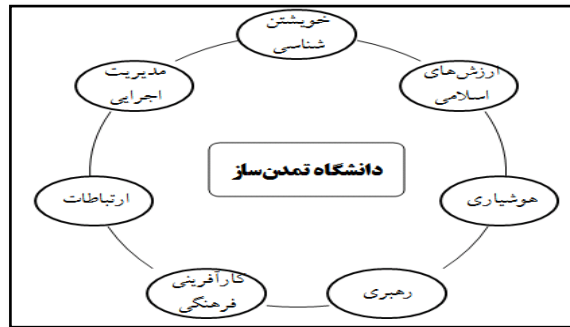 خویشتن
شناسی
ارزش‌های
اسلامی
هوشیاری
رهبری
کارآفرینی
فرهنگی
ارتباطات
مدیریت
اجرایی
دانشگاه تمدن‌ساز